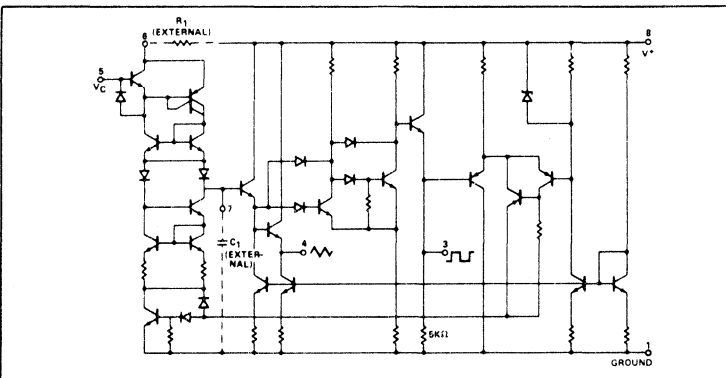 R1
(EXTERNAL)
6
8
V+
5
VC
7
C1
(EXTER-
NAL)
4
3
5KΩ
1
GROUND